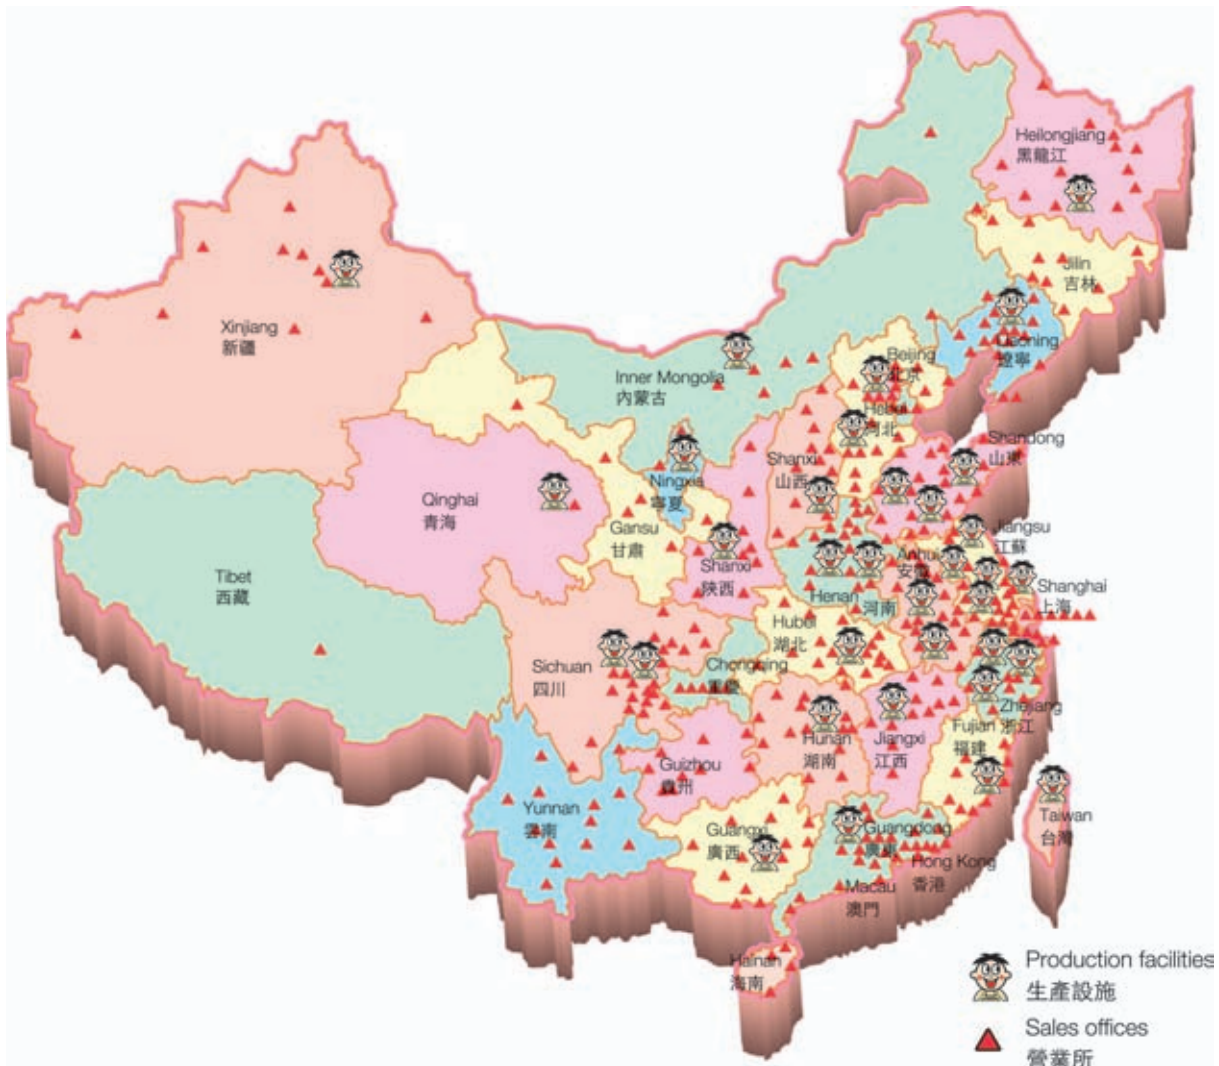 Heilongjiang
黑龍江
Jilin
吉林
Liaoning
遼寧
Beijing
北京
Hebei
河北
Inner Mongolia
內蒙古
Xinjiang
新疆
Shandong
山東
Shanxi
山西
Ningxia
寧夏
Qinghai
青海
Gansu
甘肅
Shanxi
陝西
Jiangsu
江蘇
Anhui
安徽
Shanghai
上海
Henan
河南
Tibet
西藏
Hubei
湖北
Sichuan
四川
Chongqing
重慶
Zhejiang
浙江
Fujian
福建
Hunan
湖南
Jiangxi
江西
Guizhou
貴州
Yunnan
雲南
Guangxi
廣西
Guangdong
廣東
Taiwan
台灣
Hong Kong
香港
Macau
澳門
Hainan
海南
Production facilities
生產設施
Sales offices
營業所